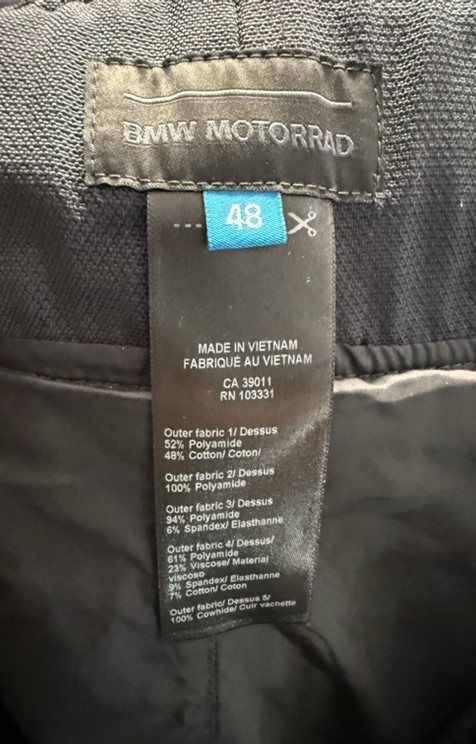 BMW MOTORRAD
48
MADE IN VIETNAM
FABRIQUÉ AU VIETNAM
CA 39011
RN 103331
Outer fabric 1/ Dessus
52% Polyamide
48% Cotton/ Coton/
Outer fabric 2/ Dessus
100% Polyamide
Outer fabric 3/ Dessus
94% Polyamide
6% Spandex/ Elasthanne
Outer fabric 4/ Dessus/
61% Polyamide
23% Viscose/ Material
viscoso
9% Spandex/ Elasthanne
7% Cotton/ Coton
Outer fabric/ Dessus 5/
100% Cowhide/ Cuir vachette